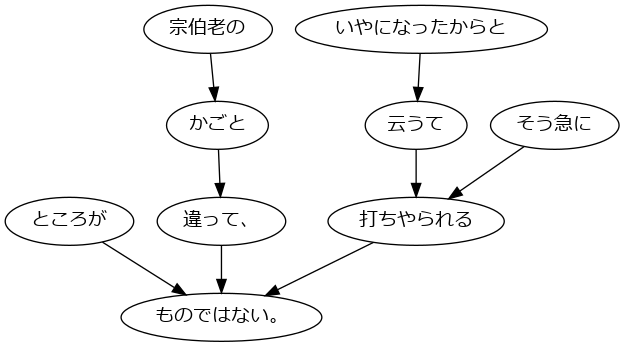 宗伯老の
いやになったからと
かごと
云うて
そう急に
ところが
違って、
打ちやられる
ものではない。